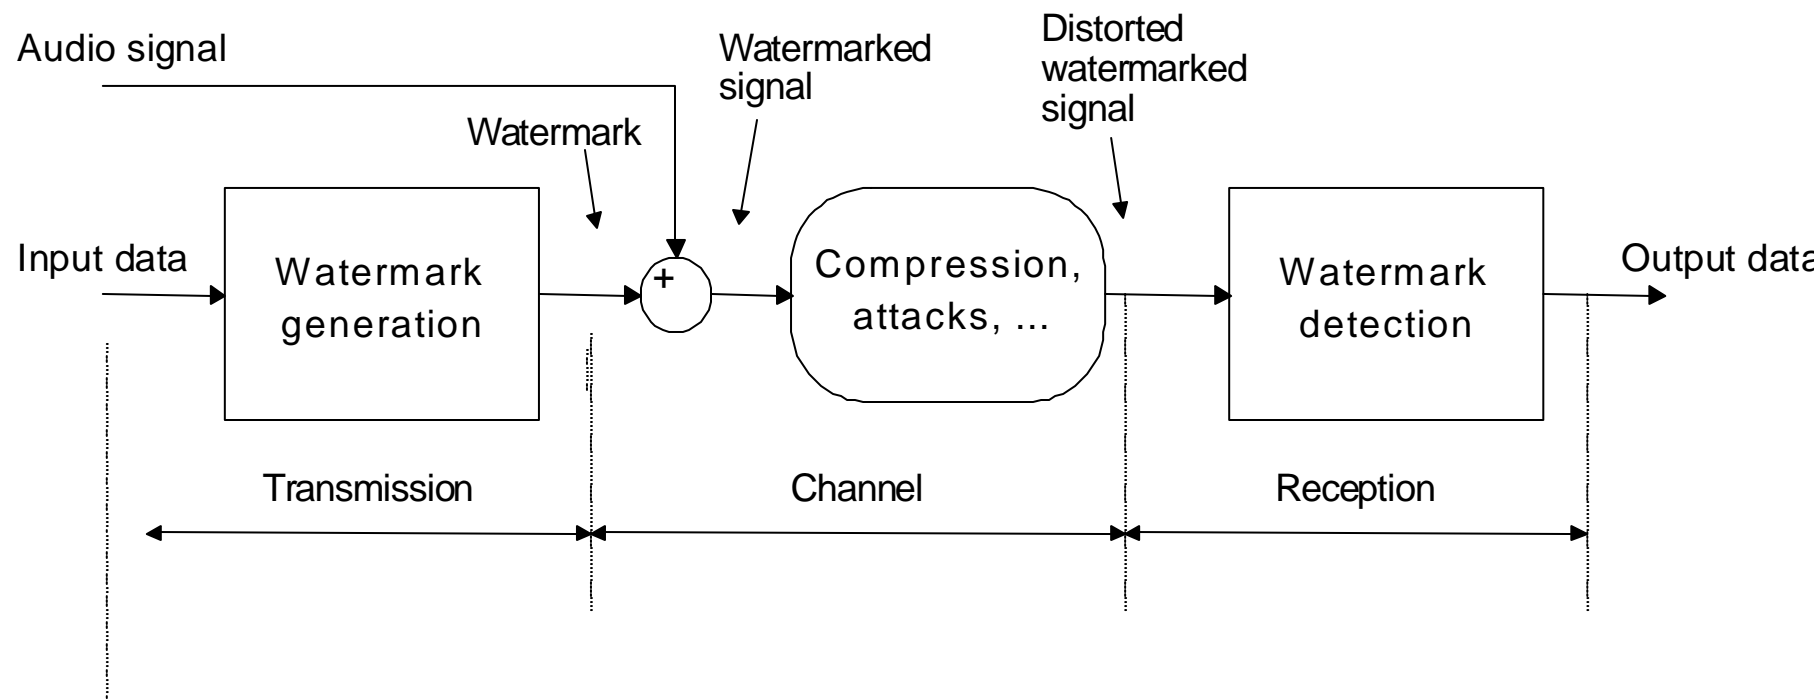 Audio signal
Watermarked
signal
Distorted
watermarked
signal
Watermark
Input data
Watermark
generation
+
Compression,
attacks, ...
Watermark
detection
Output data
Transmission
Channel
Reception